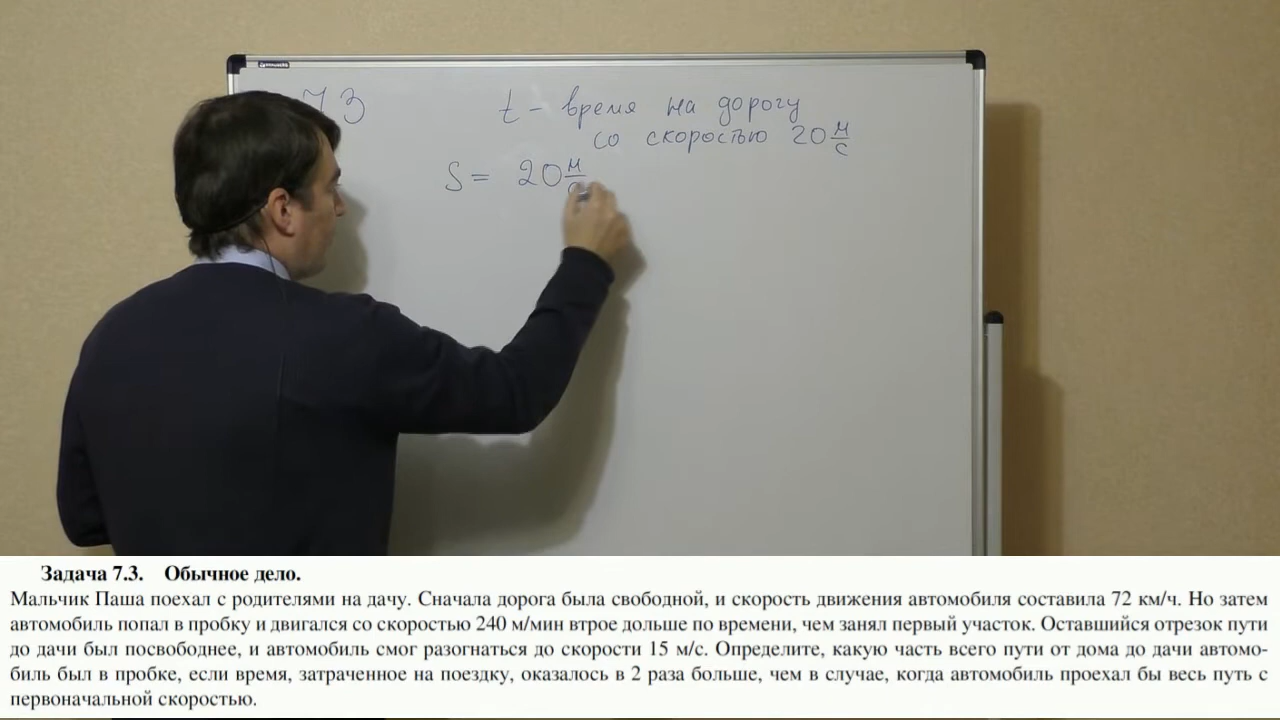 7.3
t - время на дорогу
со скоростью 20 м/с
S = 20 м/с
Задача 7.3. Обычное дело.
Мальчик Паша поехал с родителями на дачу. Сначала дорога была свободной, и скорость движения автомобиля составила 72 км/ч. Но затем
автомобиль попал в пробку и двигался со скоростью 240 м/мин втрое дольше по времени, чем занял первый участок. Оставшийся отрезок пути
до дачи был посвободнее, и автомобиль смог разогнаться до скорости 15 м/с. Определите, какую часть всего пути от дома до дачи автомо-
биль был в пробке, если время, затраченное на поездку, оказалось в 2 раза больше, чем в случае, когда автомобиль проехал бы весь путь с
первоначальной скоростью.